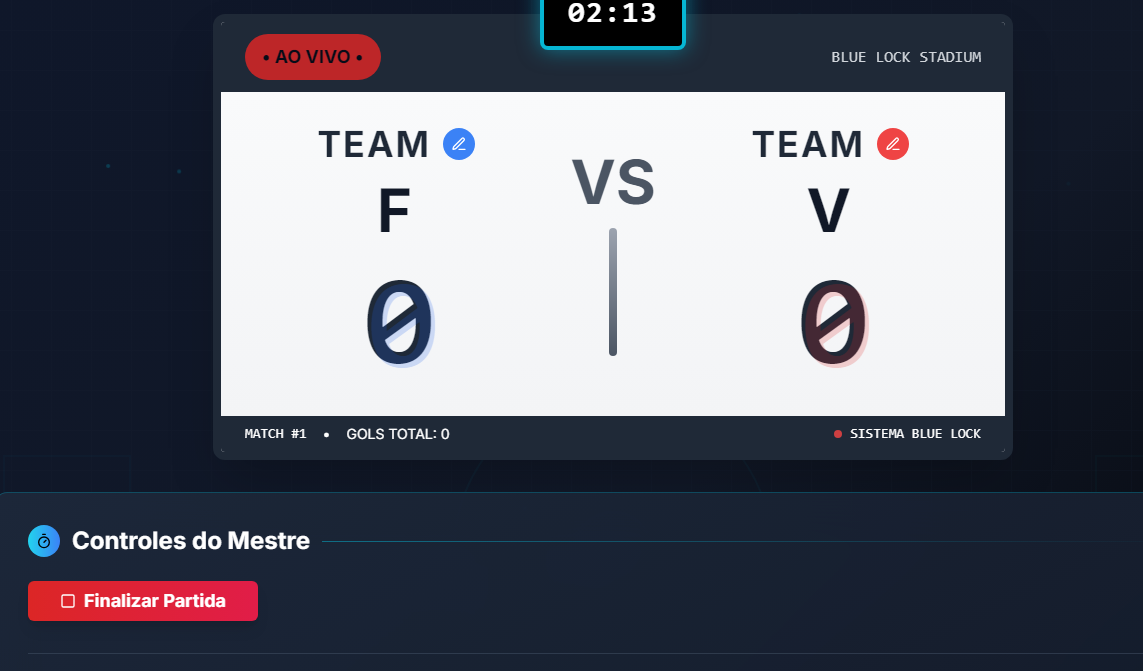 02:13
• AO VIVO •
BLUE LOCK STADIUM
TEAM
F
0
VS
TEAM
V
0
MATCH #1 • GOLS TOTAL: 0
SISTEMA BLUE LOCK
Controles do Mestre
Finalizar Partida